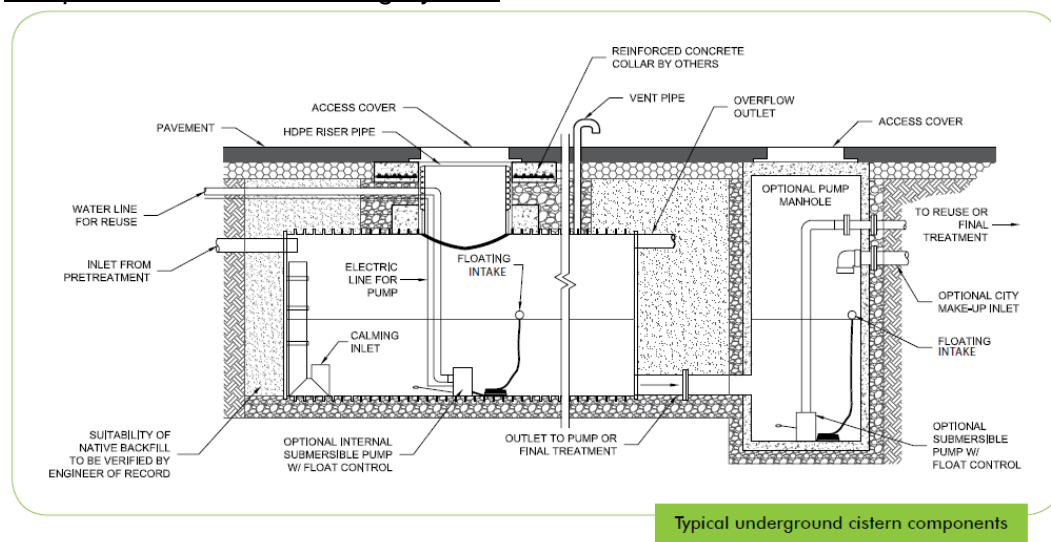 REINFORCED CONCRETE
COLLAR BY OTHERS
VENT PIPE
OVERFLOW
OUTLET
ACCESS COVER
ACCESS COVER
PAVEMENT
HDPE RISER PIPE
OPTIONAL PUMP
MANHOLE
WATER LINE
FOR REUSE
TO REUSE OR
FINAL
TREATMENT
INLET FROM
PRETREATMENT
ELECTRIC
LINE FOR
PUMP
FLOATING
INTAKE
OPTIONAL CITY
MAKE-UP INLET
CALMING
INLET
FLOATING
INTAKE
SUITABILITY OF
NATIVE BACKFILL
TO BE VERIFIED BY
ENGINEER OF RECORD
OPTIONAL INTERNAL
SUBMERSIBLE PUMP
W/ FLOAT CONTROL
OUTLET TO PUMP OR
FINAL TREATMENT
OPTIONAL
SUBMERSIBLE
PUMP W/
FLOAT CONTROL
Typical underground cistern components